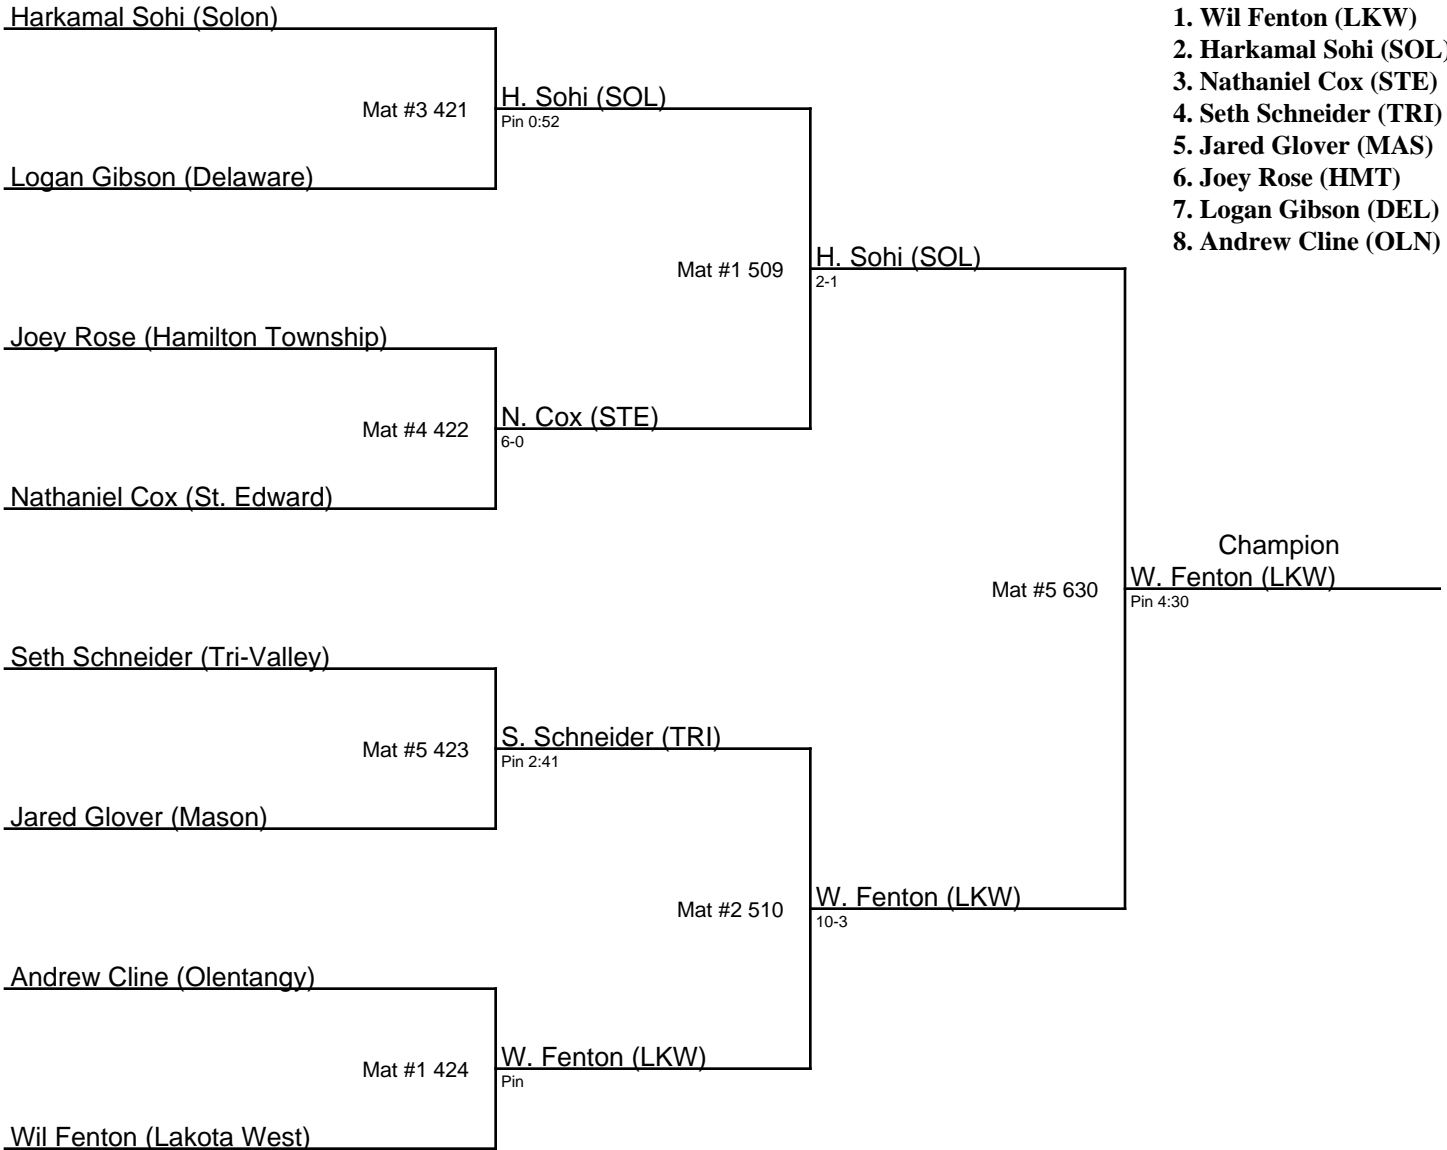 Harkamal Sohi (Solon)
Mat #3 421
H. Sohi (SOL)
Pin 0:52
Logan Gibson (Delaware)
Mat #1 509
H. Sohi (SOL)
2-1
Joey Rose (Hamilton Township)
Mat #4 422
N. Cox (STE)
6-0
Nathaniel Cox (St. Edward)
Champion
Mat #5 630
W. Fenton (LKW)
Pin 4:30
Seth Schneider (Tri-Valley)
Mat #5 423
S. Schneider (TRI)
Pin 2:41
Jared Glover (Mason)
Mat #2 510
W. Fenton (LKW)
10-3
Andrew Cline (Olentangy)
Mat #1 424
W. Fenton (LKW)
Pin
Wil Fenton (Lakota West)
1. Wil Fenton (LKW)
2. Harkamal Sohi (SOL)
3. Nathaniel Cox (STE)
4. Seth Schneider (TRI)
5. Jared Glover (MAS)
6. Joey Rose (HMT)
7. Logan Gibson (DEL)
8. Andrew Cline (OLN)